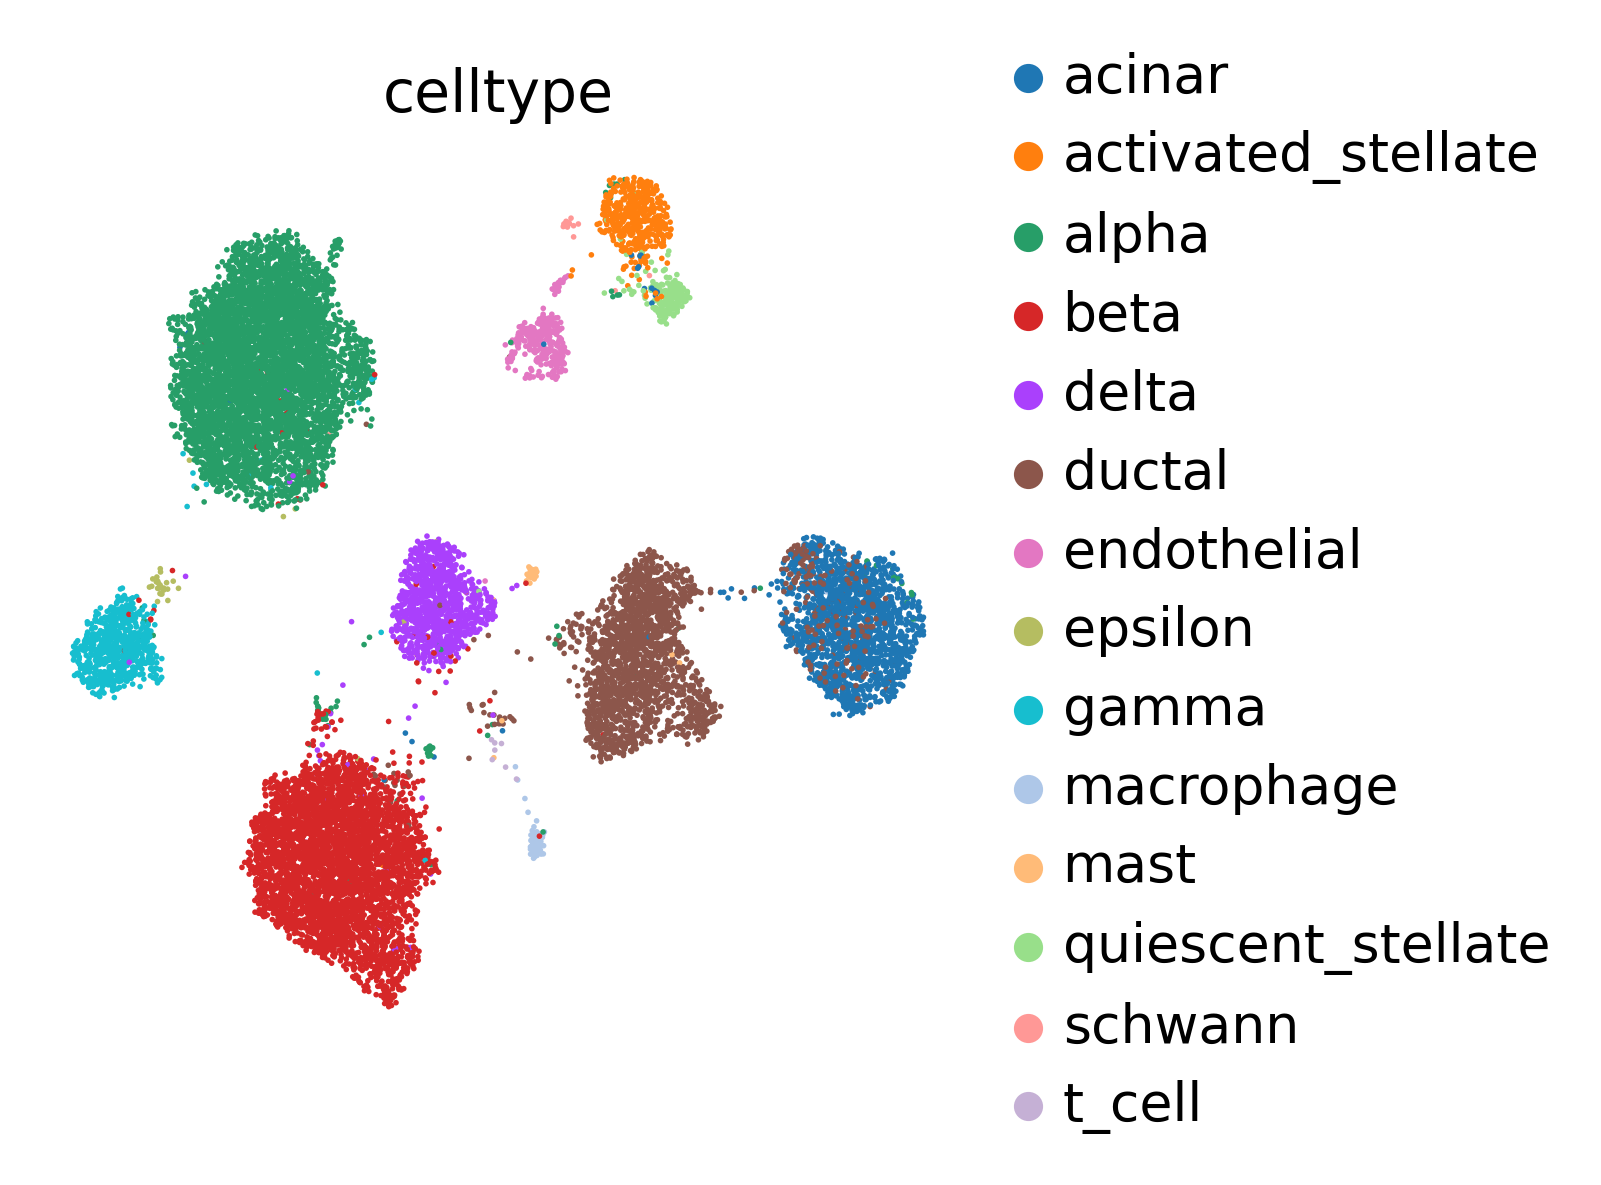 celltype
acinar
activated_stellate
alpha
beta
delta
ductal
endothelial
epsilon
gamma
macrophage
mast
quiescent_stellate
schwann
t_cell